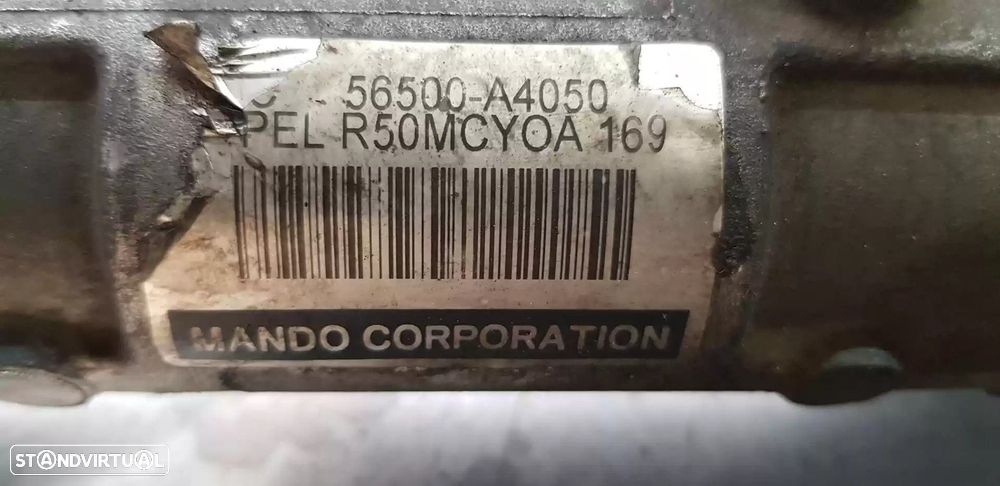 56500-A4050
PEL R50MCYOA 169
MANDO CORPORATION
STANDVIRTUAL